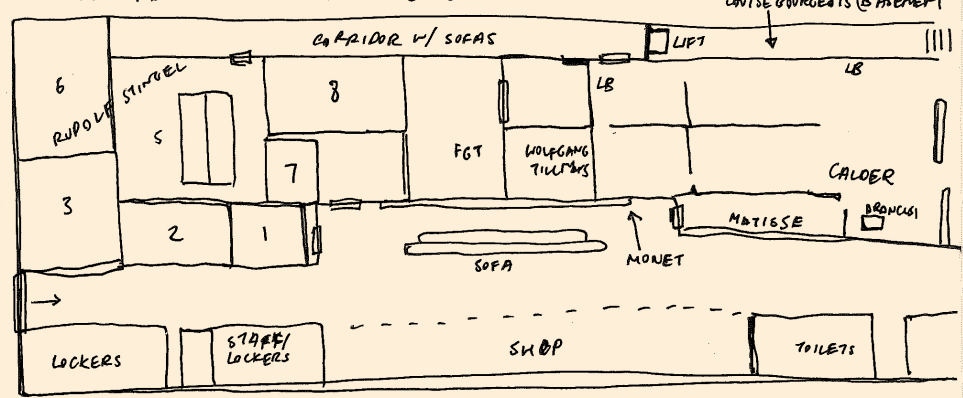 LOUISE BOURGEOIS (BASEMENT
CORRIDOR W/ SOFAS
LIFT
LB
6
RUDOLF STINGEL
5
8
LB
FGT
WOLFGANG
TILLMANS
7
3
2
1
CALDER
BRANCUSI
MATISSE
SOFA
MONET
LOCKERS
STAFF/
LOCKERS
SHOP
TOILETS